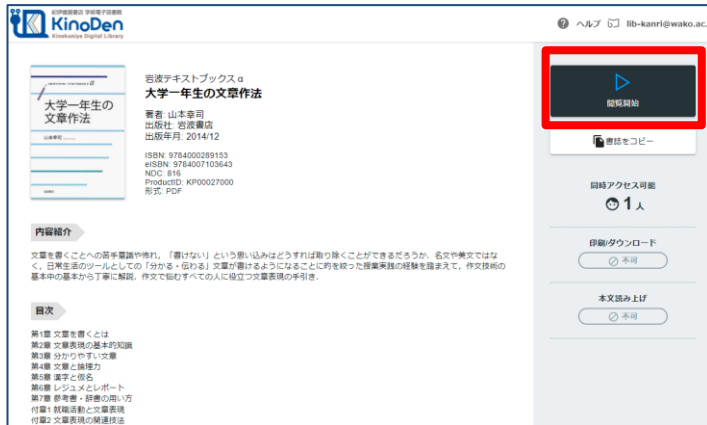 紀伊國屋書店 学術電子図書館
KinoDen
Kinokuniya Digital Library
ヘルプ lib-kanri@wako.ac.
大学一年生の
文章作法
山本幸司
岩波テキストブックス α
大学一年生の文章作法
著者: 山本幸司
出版社: 岩波書店
出版年月: 2014/12
ISBN: 9784000289153
eISBN: 9784007103643
NDC: 816
ProductID: KP00027000
形式: PDF
閲覧開始
書誌をコピー
同時アクセス可能
1 人
印刷/ダウンロード
不可
本文読み上げ
不可
内容紹介
文章を書くことへの苦手意識や怖れ，「書けない」という思い込みはどうすれば取り除くことができるだろうか．名文や美文ではな
く，日常生活のツールとしての「分かる・伝わる」文章が書けるようになることに的を絞った授業実践の経験を踏まえて，作文技術の
基本中の基本から丁寧に解説．作文で悩むすべての人に役立つ文章表現の手引き．
目次
第1章 文章を書くとは
第2章 文章表現の基本的知識
第3章 分かりやすい文章
第4章 文章と論理力
第5章 漢字と仮名
第6章 レジュメとレポート
第7章 参考書・辞書の用い方
付章1 就職活動と文章表現
付章2 文章表現の関連技法